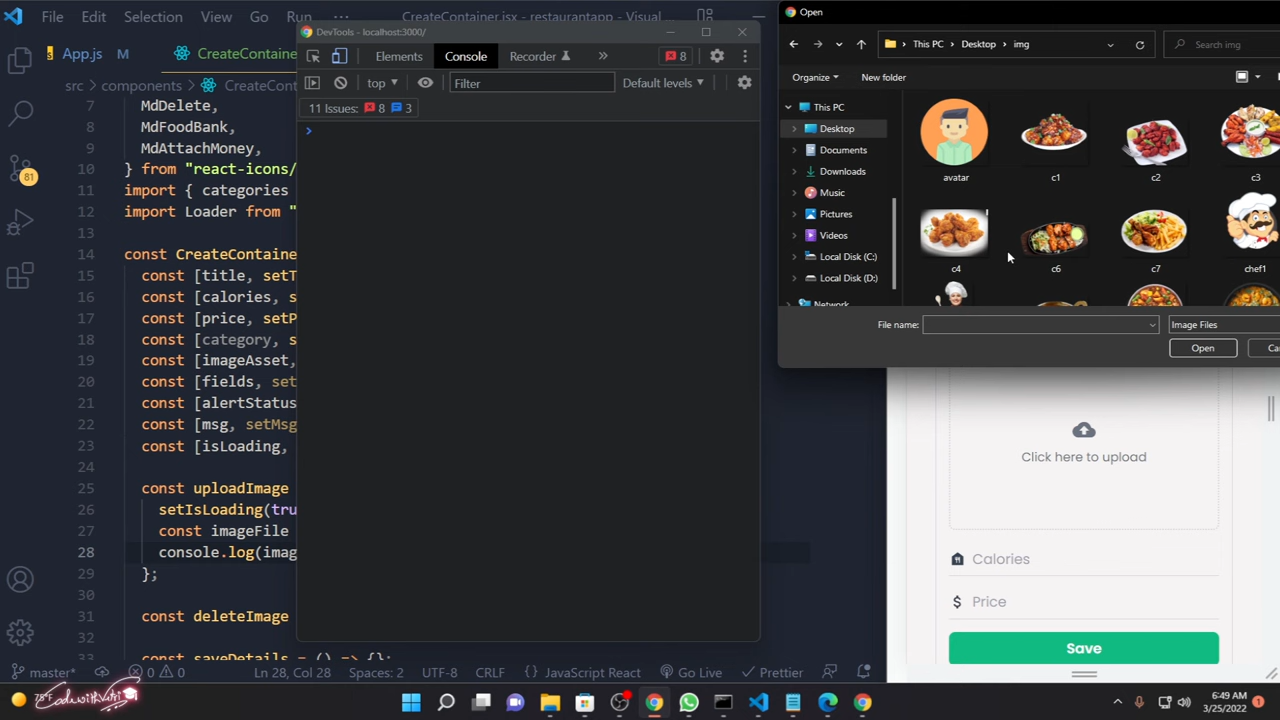 File Edit Selection View Go Run ··· CreateContainer.jsx - restaurantapp - Visual
App.js M CreateContaine
src > components > CreateCont
7 MdDelete,
8 MdFoodBank,
9 MdAttachMoney,
10 } from "react-icons/
11 import { categories
12 import Loader from "
13
14 const CreateContaine
15 const [title, setT
16 const [calories, s
17 const [price, setP
18 const [category, s
19 const [imageAsset,
20 const [fields, set
21 const [alertStatus
22 const [msg, setMsg
23 const [isLoading,
24
25 const uploadImage
26 setIsLoading(tru
27 const imageFile
28 console.log(imag
29 };
30
31 const deleteImage
32
const saveDetails = () => {};
81
DevTools - localhost:3000/
Elements Console Recorder » 8
top Filter Default levels
11 Issues: 8 3
>
Open
This PC > Desktop > img
Search img
Organize New folder
This PC
Desktop
Documents
Downloads
Music
Pictures
Videos
Local Disk (C:)
Local Disk (D:)
Network
avatar c1 c2 c3
c4 c6 c7 chef1
File name: Image Files
Open Ca
Click here to upload
Calories
$ Price
Save
master* 0 0 Ln 28, Col 28 Spaces: 2 UTF-8 CRLF { } JavaScript React Go Live Prettier
78°F
CodewithVetri
6:49 AM
3/25/2022
1